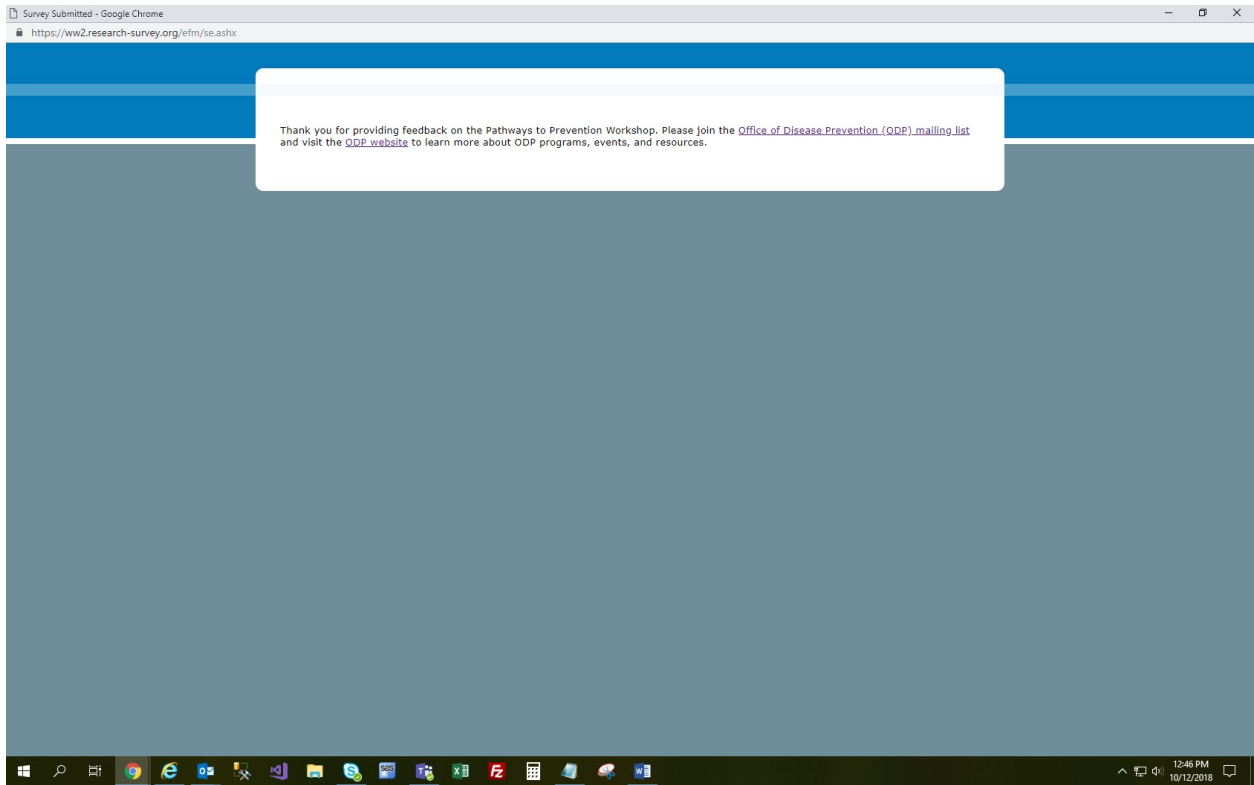 Survey Submitted - Google Chrome
https://ww2.research-survey.org/efm/se.ashx
Thank you for providing feedback on the Pathways to Prevention Workshop. Please join the Office of Disease Prevention (ODP) mailing list
and visit the ODP website to learn more about ODP programs, events, and resources.
12:46 PM
10/12/2018